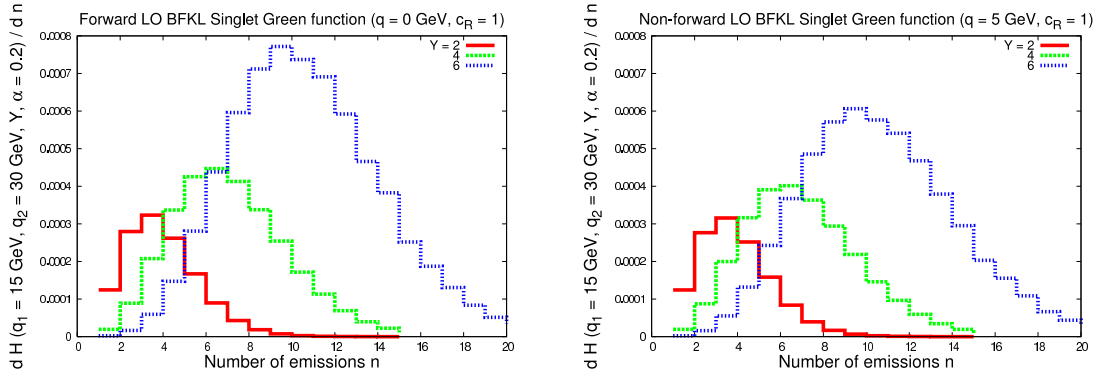 Forward LO BFKL Singlet Green function (q = 0 GeV, c_R = 1)
d H (q_1 = 15 GeV, q_2 = 30 GeV, Y, α = 0.2) / d n
0.0008
0.0007
0.0006
0.0005
0.0004
0.0003
0.0002
0.0001
0
Y = 2
4
6
0 2 4 6 8 10 12 14 16 18 20
Number of emissions n
Non-forward LO BFKL Singlet Green function (q = 5 GeV, c_R = 1)
d H (q_1 = 15 GeV, q_2 = 30 GeV, Y, α = 0.2) / d n
0.0008
0.0007
0.0006
0.0005
0.0004
0.0003
0.0002
0.0001
0
Y = 2
4
6
0 2 4 6 8 10 12 14 16 18 20
Number of emissions n